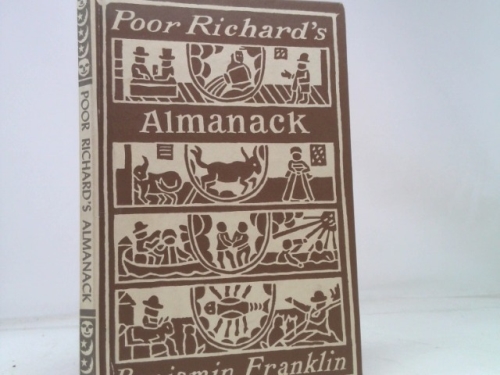 Poor Richard's
Almanack
Benjamin Franklin
POOR RICHARD'S ALMANACK